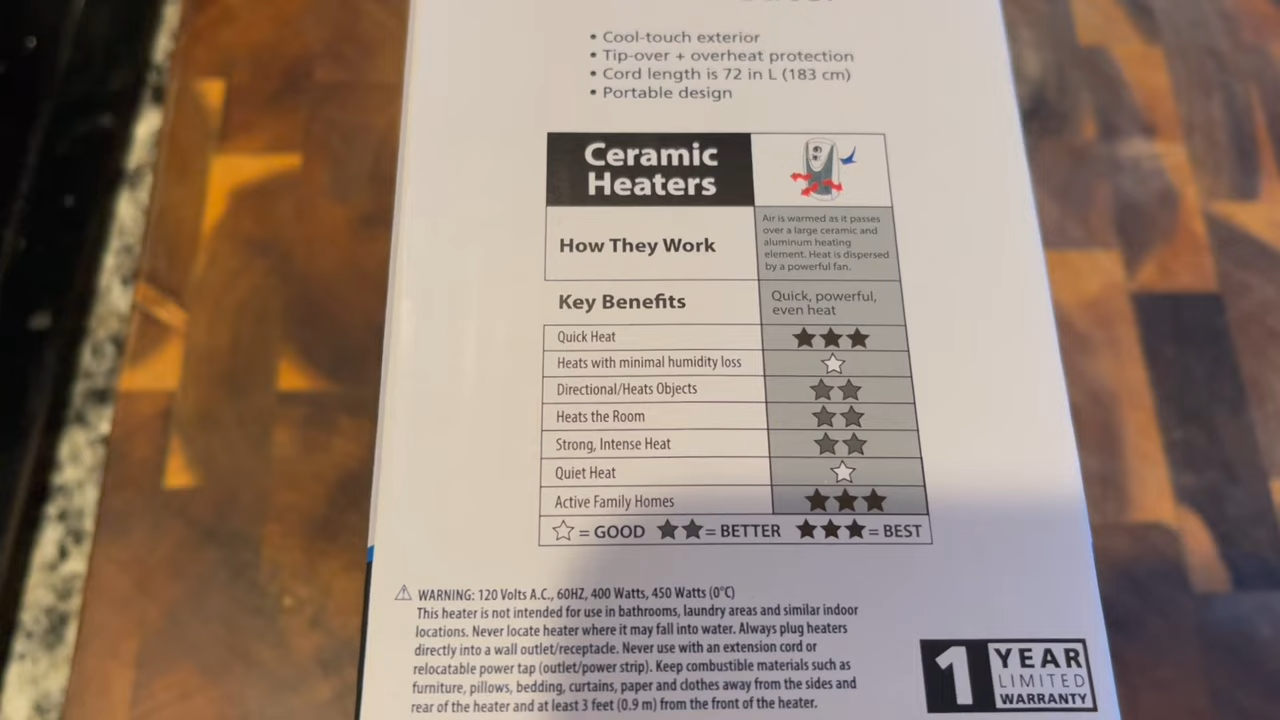 • Cool-touch exterior
• Tip-over + overheat protection
• Cord length is 72 in L (183 cm)
• Portable design
Ceramic
Heaters
How They Work
Air is warmed as it passes
over a large ceramic and
aluminum heating
element. Heat is dispersed
by a powerful fan.
Key Benefits
Quick, powerful,
even heat
Quick Heat ★★★
Heats with minimal humidity loss ☆
Directional/Heats Objects ★★
Heats the Room ★★
Strong, Intense Heat ★★
Quiet Heat ☆
Active Family Homes ★★★
☆ = GOOD ★★ = BETTER ★★★ = BEST
⚠ WARNING: 120 Volts A.C., 60HZ, 400 Watts, 450 Watts (0°C)
This heater is not intended for use in bathrooms, laundry areas and similar indoor
locations. Never locate heater where it may fall into water. Always plug heaters
directly into a wall outlet/receptacle. Never use with an extension cord or
relocatable power tap (outlet/power strip). Keep combustible materials such as
furniture, pillows, bedding, curtains, paper and clothes away from the sides and
rear of the heater and at least 3 feet (0.9 m) from the front of the heater.
1 YEAR
LIMITED
WARRANTY